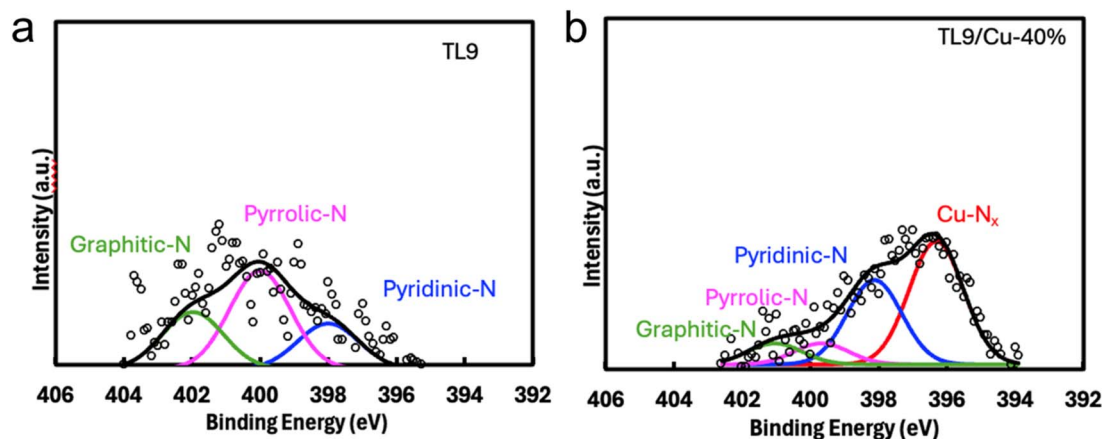 a
TL9
Pyrrolic-N
Graphitic-N
Pyridinic-N
Intensity (a.u.)
406 404 402 400 398 396 394 392
Binding Energy (eV)
b
TL9/Cu-40%
Cu-Nx
Pyridinic-N
Pyrrolic-N
Graphitic-N
Intensity (a.u.)
406 404 402 400 398 396 394 392
Binding Energy (eV)